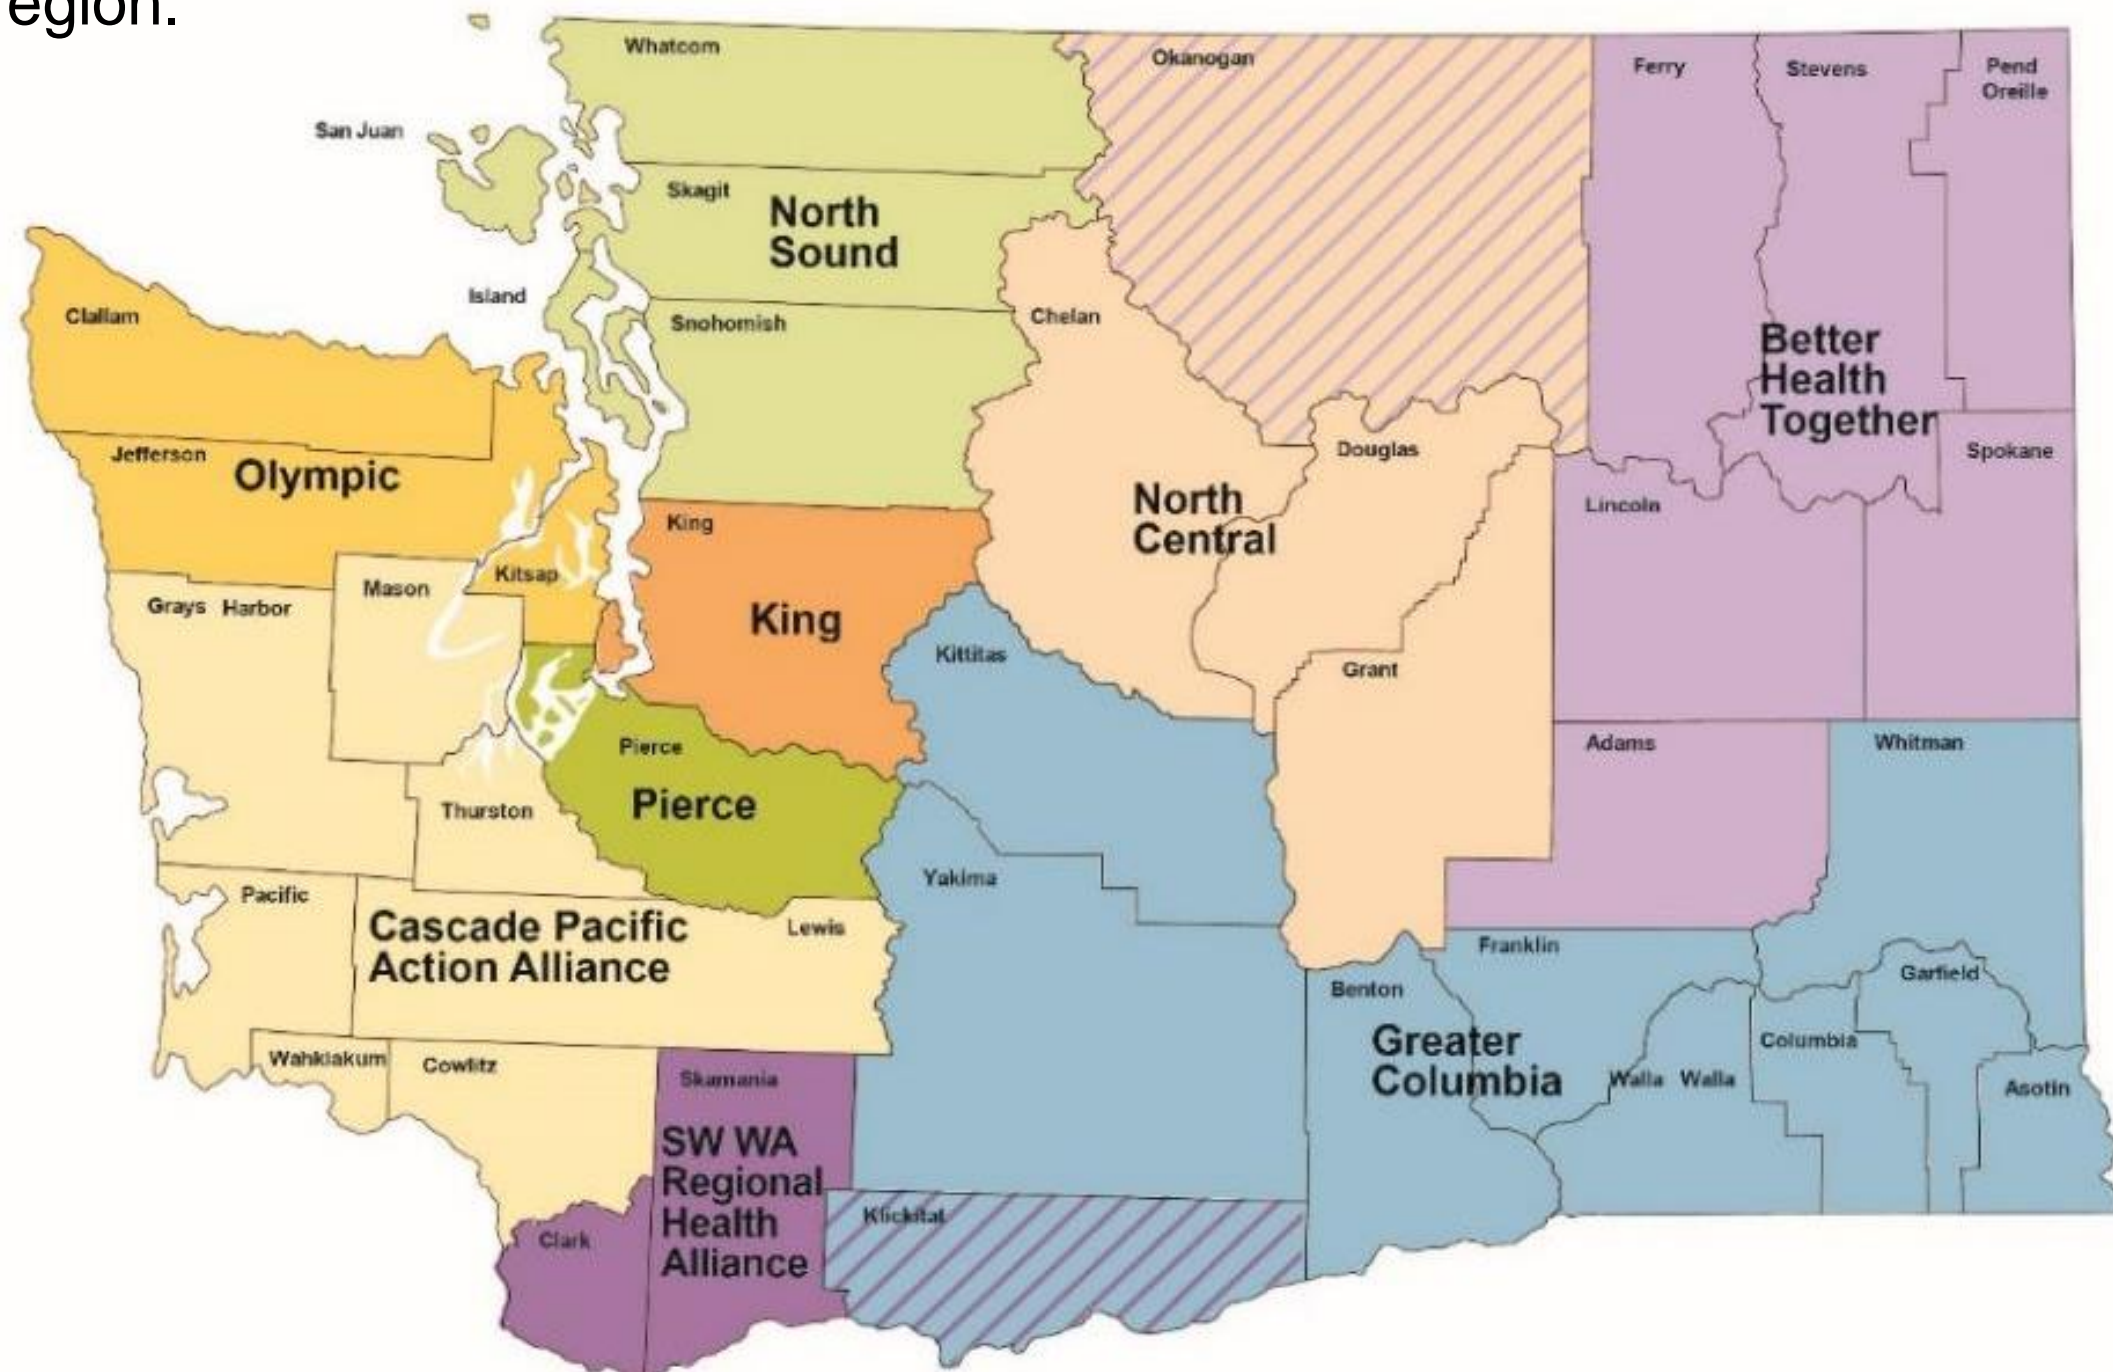 egion.
Whatcom
Okanogan
Ferry
Stevens
Pend
Oreille
San Juan
Skagit
North
Sound
Island
Clallam
Snohomish
Chelan
Better
Health
Together
Jefferson
Olympic
Douglas
Spokane
North
Central
Lincoln
King
Kitsap
Mason
Grays Harbor
King
Kittitas
Grant
Pierce
Adams
Whitman
Pierce
Thurston
Yakima
Pacific
Cascade Pacific
Action Alliance
Lewis
Franklin
Garfield
Benton
Greater
Columbia
Columbia
Wahkiakum
Cowlitz
Skamania
Walla Walla
Asotin
SW WA
Regional
Health
Alliance
Klickitat
Clark